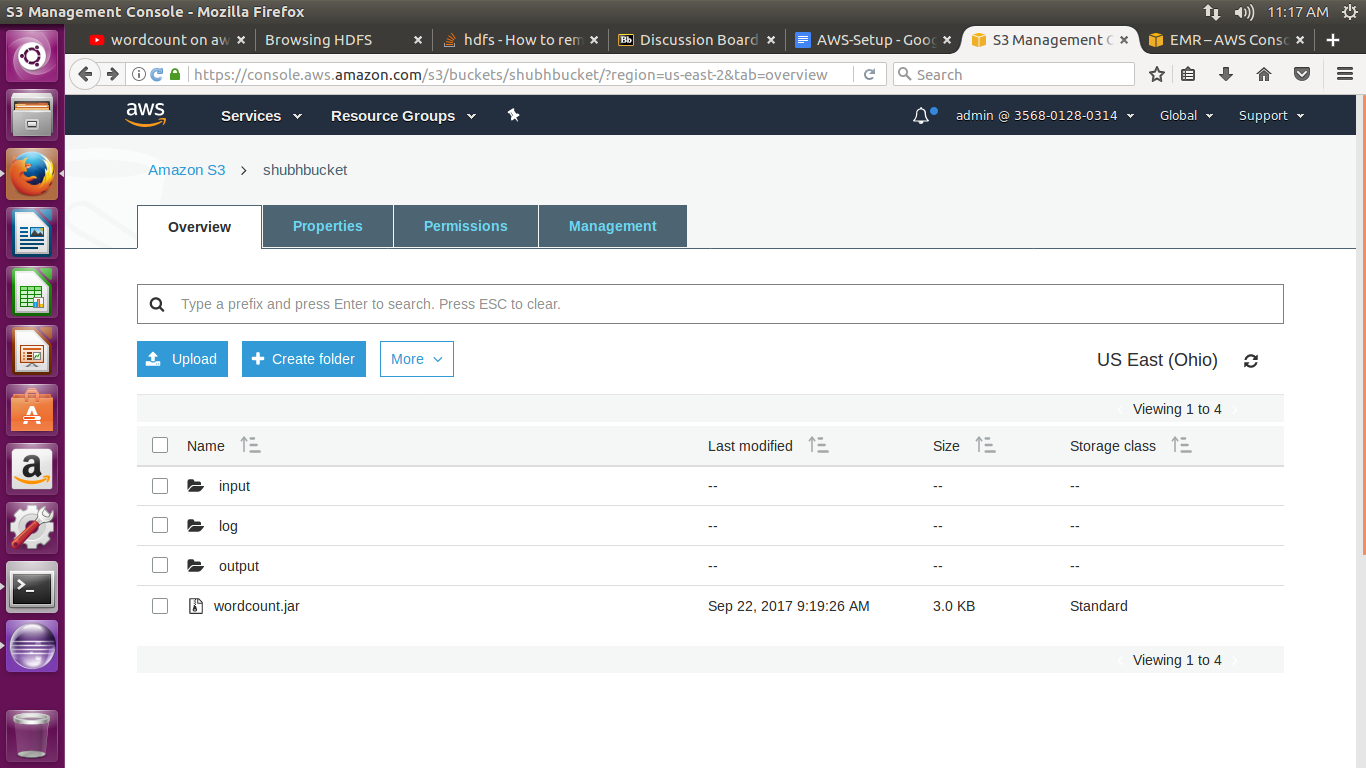 S3 Management Console - Mozilla Firefox 11:17 AM
wordcount on aw Browsing HDFS hdfs - How to rem Discussion Board AWS-Setup - Goog S3 Management C EMR – AWS Conso
https://console.aws.amazon.com/s3/buckets/shubhbucket/?region=us-east-2&tab=overview Search
aws Services Resource Groups admin @ 3568-0128-0314 Global Support
Amazon S3 > shubhbucket
Overview Properties Permissions Management
Type a prefix and press Enter to search. Press ESC to clear.
Upload + Create folder More US East (Ohio)
Viewing 1 to 4
Name Last modified Size Storage class
input -- -- --
log -- -- --
output -- -- --
wordcount.jar Sep 22, 2017 9:19:26 AM 3.0 KB Standard
Viewing 1 to 4